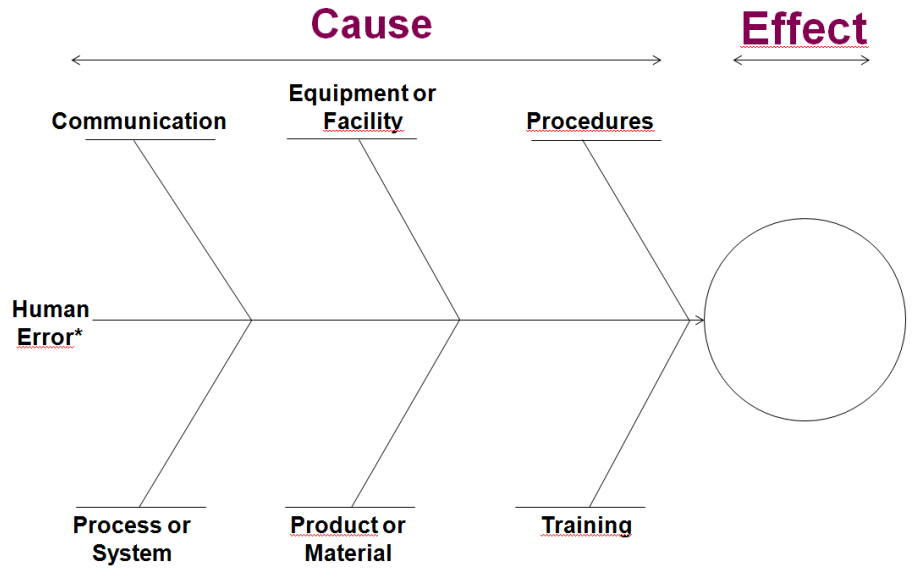 Cause
Effect
Communication
Equipment or
Facility
Procedures
Human
Error*
Process or
System
Product or
Material
Training